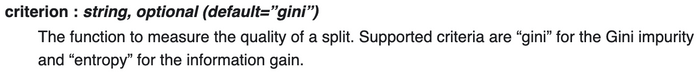 criterion : string, optional (default=”gini”)
The function to measure the quality of a split. Supported criteria are “gini” for the Gini impurity
and “entropy” for the information gain.